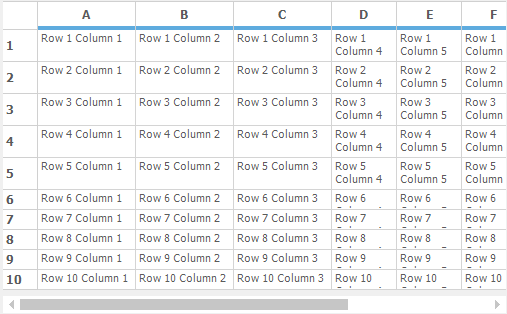 A B C D E F
1 Row 1 Column 1 Row 1 Column 2 Row 1 Column 3 Row 1 Row 1 Row 1
Column 4 Column 5 Column
2 Row 2 Column 1 Row 2 Column 2 Row 2 Column 3 Row 2 Row 2 Row 2
Column 4 Column 5 Column
3 Row 3 Column 1 Row 3 Column 2 Row 3 Column 3 Row 3 Row 3 Row 3
Column 4 Column 5 Column
4 Row 4 Column 1 Row 4 Column 2 Row 4 Column 3 Row 4 Row 4 Row 4
Column 4 Column 5 Column
5 Row 5 Column 1 Row 5 Column 2 Row 5 Column 3 Row 5 Row 5 Row 5
Column 4 Column 5 Column
6 Row 6 Column 1 Row 6 Column 2 Row 6 Column 3 Row 6 Row 6 Row 6
7 Row 7 Column 1 Row 7 Column 2 Row 7 Column 3 Row 7 Row 7 Row 7
8 Row 8 Column 1 Row 8 Column 2 Row 8 Column 3 Row 8 Row 8 Row 8
9 Row 9 Column 1 Row 9 Column 2 Row 9 Column 3 Row 9 Row 9 Row 9
10 Row 10 Column 1 Row 10 Column 2 Row 10 Column 3 Row 10 Row 10 Row 10